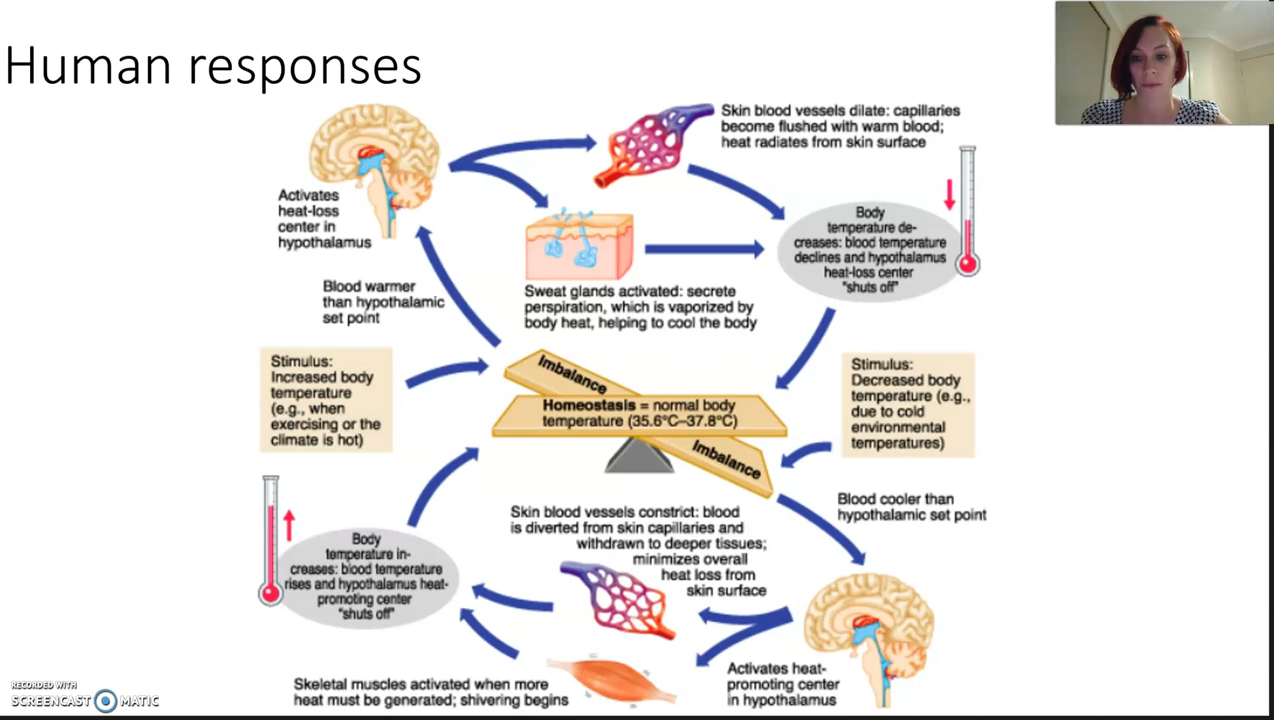 Human responses
Skin blood vessels dilate: capillaries
become flushed with warm blood;
heat radiates from skin surface
Activates
heat-loss
center in
hypothalamus
Body
temperature de-
creases: blood temperature
declines and hypothalamus
heat-loss center
"shuts off"
Blood warmer
than hypothalamic
set point
Sweat glands activated: secrete
perspiration, which is vaporized by
body heat, helping to cool the body
Stimulus:
Increased body
temperature
(e.g., when
exercising or the
climate is hot)
Imbalance
Homeostasis = normal body
temperature (35.6°C–37.8°C)
Imbalance
Stimulus:
Decreased body
temperature (e.g.,
due to cold
environmental
temperatures)
Blood cooler than
hypothalamic set point
Skin blood vessels constrict: blood
is diverted from skin capillaries and
withdrawn to deeper tissues;
minimizes overall
heat loss from
skin surface
Body
temperature in-
creases: blood temperature
rises and hypothalamus heat-
promoting center
"shuts off"
Activates heat-
promoting center
in hypothalamus
Skeletal muscles activated when more
heat must be generated; shivering begins
RECORDED WITH
SCREENCAST MATIC